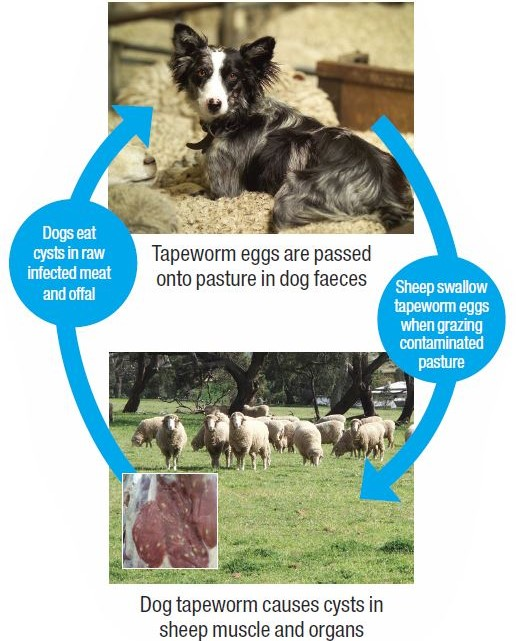 Tapeworm eggs are passed
onto pasture in dog faeces
Sheep swallow
tapeworm eggs
when grazing
contaminated
pasture
Dog tapeworm causes cysts in
sheep muscle and organs
Dogs eat
cysts in raw
infected meat
and offal